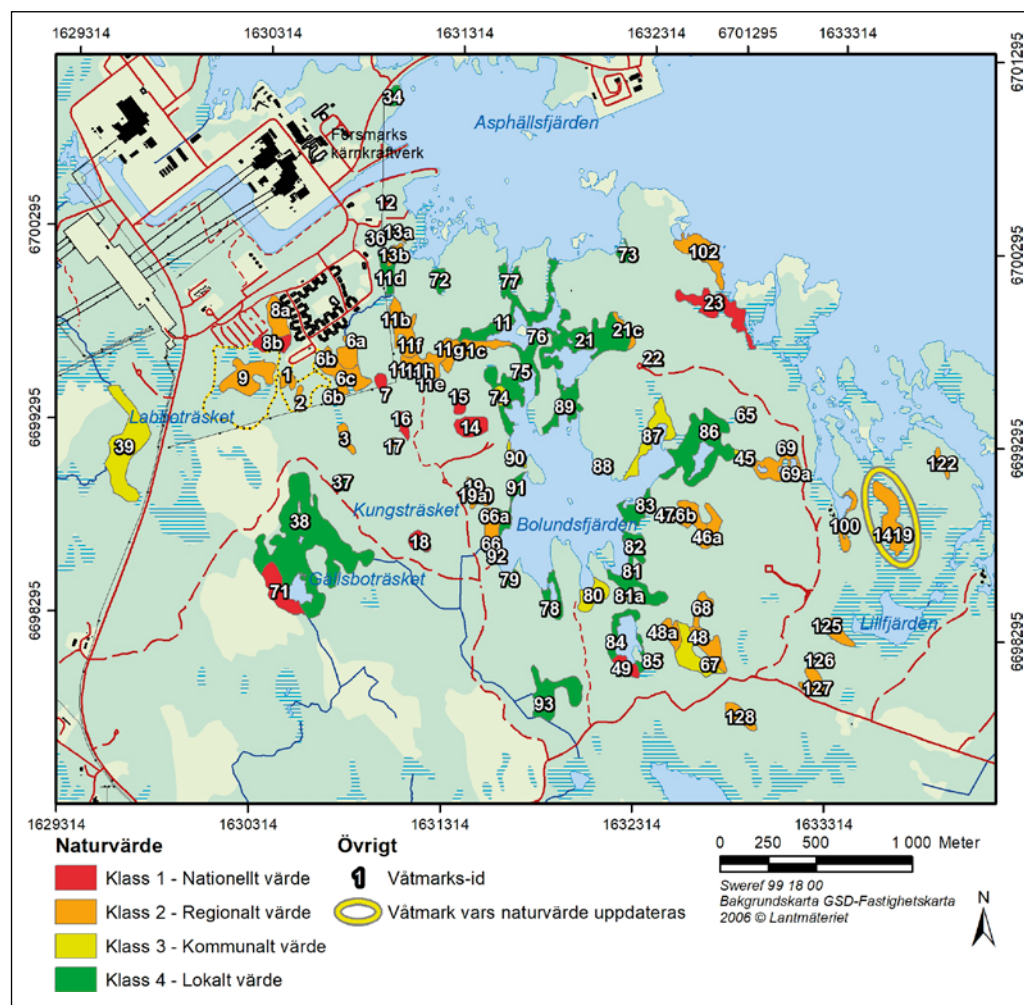 1629314
1630314
1631314
1632314
6701295
1633314
6701295
34
Asphällsfjärden
Forsmarks
kärnkraftverk
12
6700295
36
13a
13b
73
102
6700295
11d
72
77
23
8a
11b
11
76
21
21c
8b
6a
11f
11g
11c
22
6b
11h
75
9
1
6c
11e
2
6b
7
15
74
89
Labboträsket
16
14
65
6699295
39
3
17
87
86
6699295
90
45
69
122
88
69a
37
19
91
19a)
Kungsträsket
66a
Bolundsfjärden
83
47
100
38
46a
1419
18
66
82
92
Gällsboträsket
79
81
71
80
81a
78
68
6698295
125
Lillfjärden
48a
48
84
6698295
85
49
67
126
93
127
128
1629314
1630314
1631314
1632314
1633314
Naturvärde
Övrigt
0
250
500
1 000 Meter
Klass 1 - Nationellt värde
1
Våtmarks-id
Sweref 99 18 00
Klass 2 - Regionalt värde
Våtmark vars naturvärde uppdateras
Bakgrundskarta GSD-Fastighetskarta
2006 © Lantmäteriet
N
Klass 3 - Kommunalt värde
Klass 4 - Lokalt värde